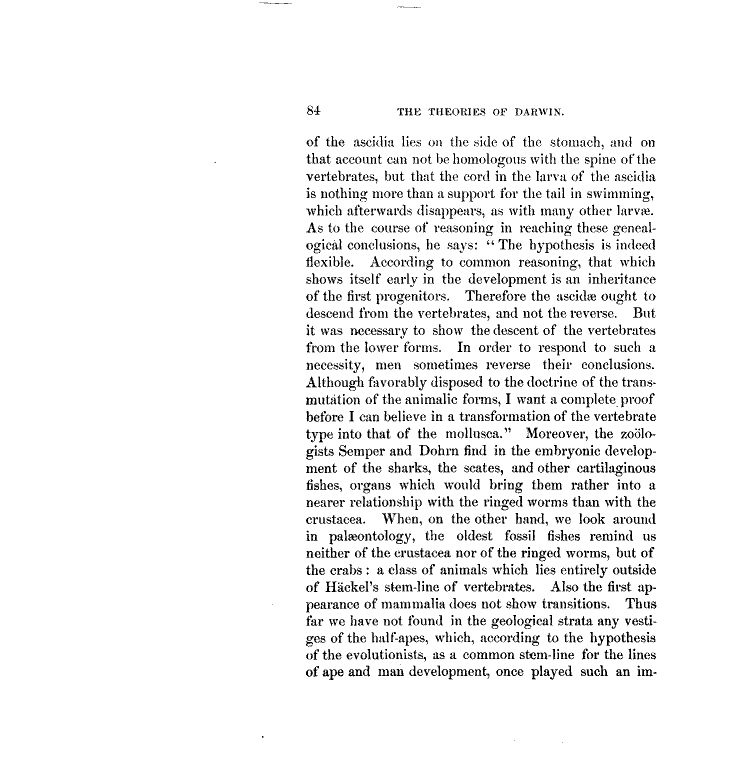 84 THE THEORIES OF DARWIN.
of the ascidia lies on the side of the stomach, and on
that account can not be homologous with the spine of the
vertebrates, but that the cord in the larva of the ascidia
is nothing more than a support for the tail in swimming,
which afterwards disappears, as with many other larvæ.
As to the course of reasoning in reaching these geneal-
ogical conclusions, he says: “The hypothesis is indeed
flexible. According to common reasoning, that which
shows itself early in the development is an inheritance
of the first progenitors. Therefore the ascidæ ought to
descend from the vertebrates, and not the reverse. But
it was necessary to show the descent of the vertebrates
from the lower forms. In order to respond to such a
necessity, men sometimes reverse their conclusions.
Although favorably disposed to the doctrine of the trans-
mutation of the animalic forms, I want a complete proof
before I can believe in a transformation of the vertebrate
type into that of the mollusca.” Moreover, the zoölo-
gists Semper and Dohrn find in the embryonic develop-
ment of the sharks, the scates, and other cartilaginous
fishes, organs which would bring them rather into a
nearer relationship with the ringed worms than with the
crustacea. When, on the other hand, we look around
in palæontology, the oldest fossil fishes remind us
neither of the crustacea nor of the ringed worms, but of
the crabs: a class of animals which lies entirely outside
of Häckel's stem-line of vertebrates. Also the first ap-
pearance of mammalia does not show transitions. Thus
far we have not found in the geological strata any vesti-
ges of the half-apes, which, according to the hypothesis
of the evolutionists, as a common stem-line for the lines
of ape and man development, once played such an im-